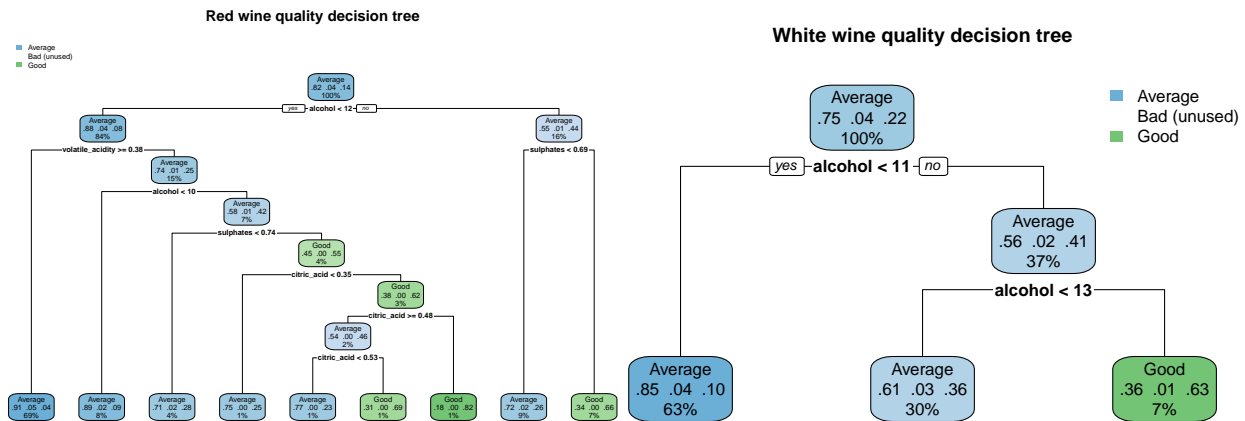 Red wine quality decision tree
Average
Bad (unused)
Good
Average
.82 .04 .14
100%
yes alcohol < 12 no
Average
.88 .04 .08
84%
volatile_acidity >= 0.38
Average
.55 .01 .44
16%
sulphates < 0.69
Average
.74 .01 .25
15%
alcohol < 10
Average
.58 .01 .42
7%
sulphates < 0.74
Good
.45 .00 .55
4%
citric_acid < 0.35
Good
.38 .00 .62
3%
citric_acid >= 0.48
Average
.54 .00 .46
2%
citric_acid < 0.53
Average
.91 .05 .04
69%
Average
.89 .02 .09
8%
Average
.71 .02 .28
4%
Average
.75 .00 .25
1%
Average
.77 .00 .23
1%
Good
.31 .00 .69
1%
Good
.18 .00 .82
1%
Average
.72 .02 .26
9%
Good
.34 .00 .66
7%
White wine quality decision tree
Average
Bad (unused)
Good
Average
.75 .04 .22
100%
yes alcohol < 11 no
Average
.56 .02 .41
37%
alcohol < 13
Average
.85 .04 .10
63%
Average
.61 .03 .36
30%
Good
.36 .01 .63
7%